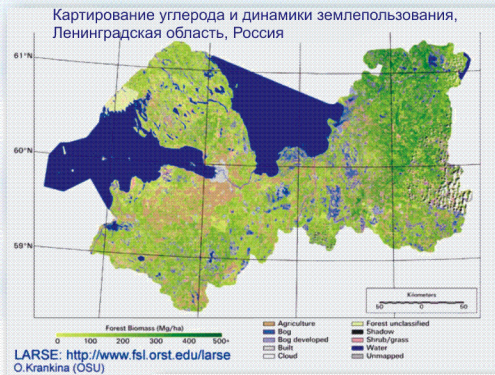 Картирование углерода и динамики землепользования,
Ленинградская область, Россия
61°N
60°N
59°N
Kilometers
50 0 50
Forest Biomass (Mg/ha)
0 100 200 300 400 500+
Agriculture
Bog
Bog developed
Built
Cloud
Forest unclassified
Shadow
Shrub/grass
Water
Unmapped
LARSE: http://www.fsl.orst.edu/larse
O.Krankina (OSU)